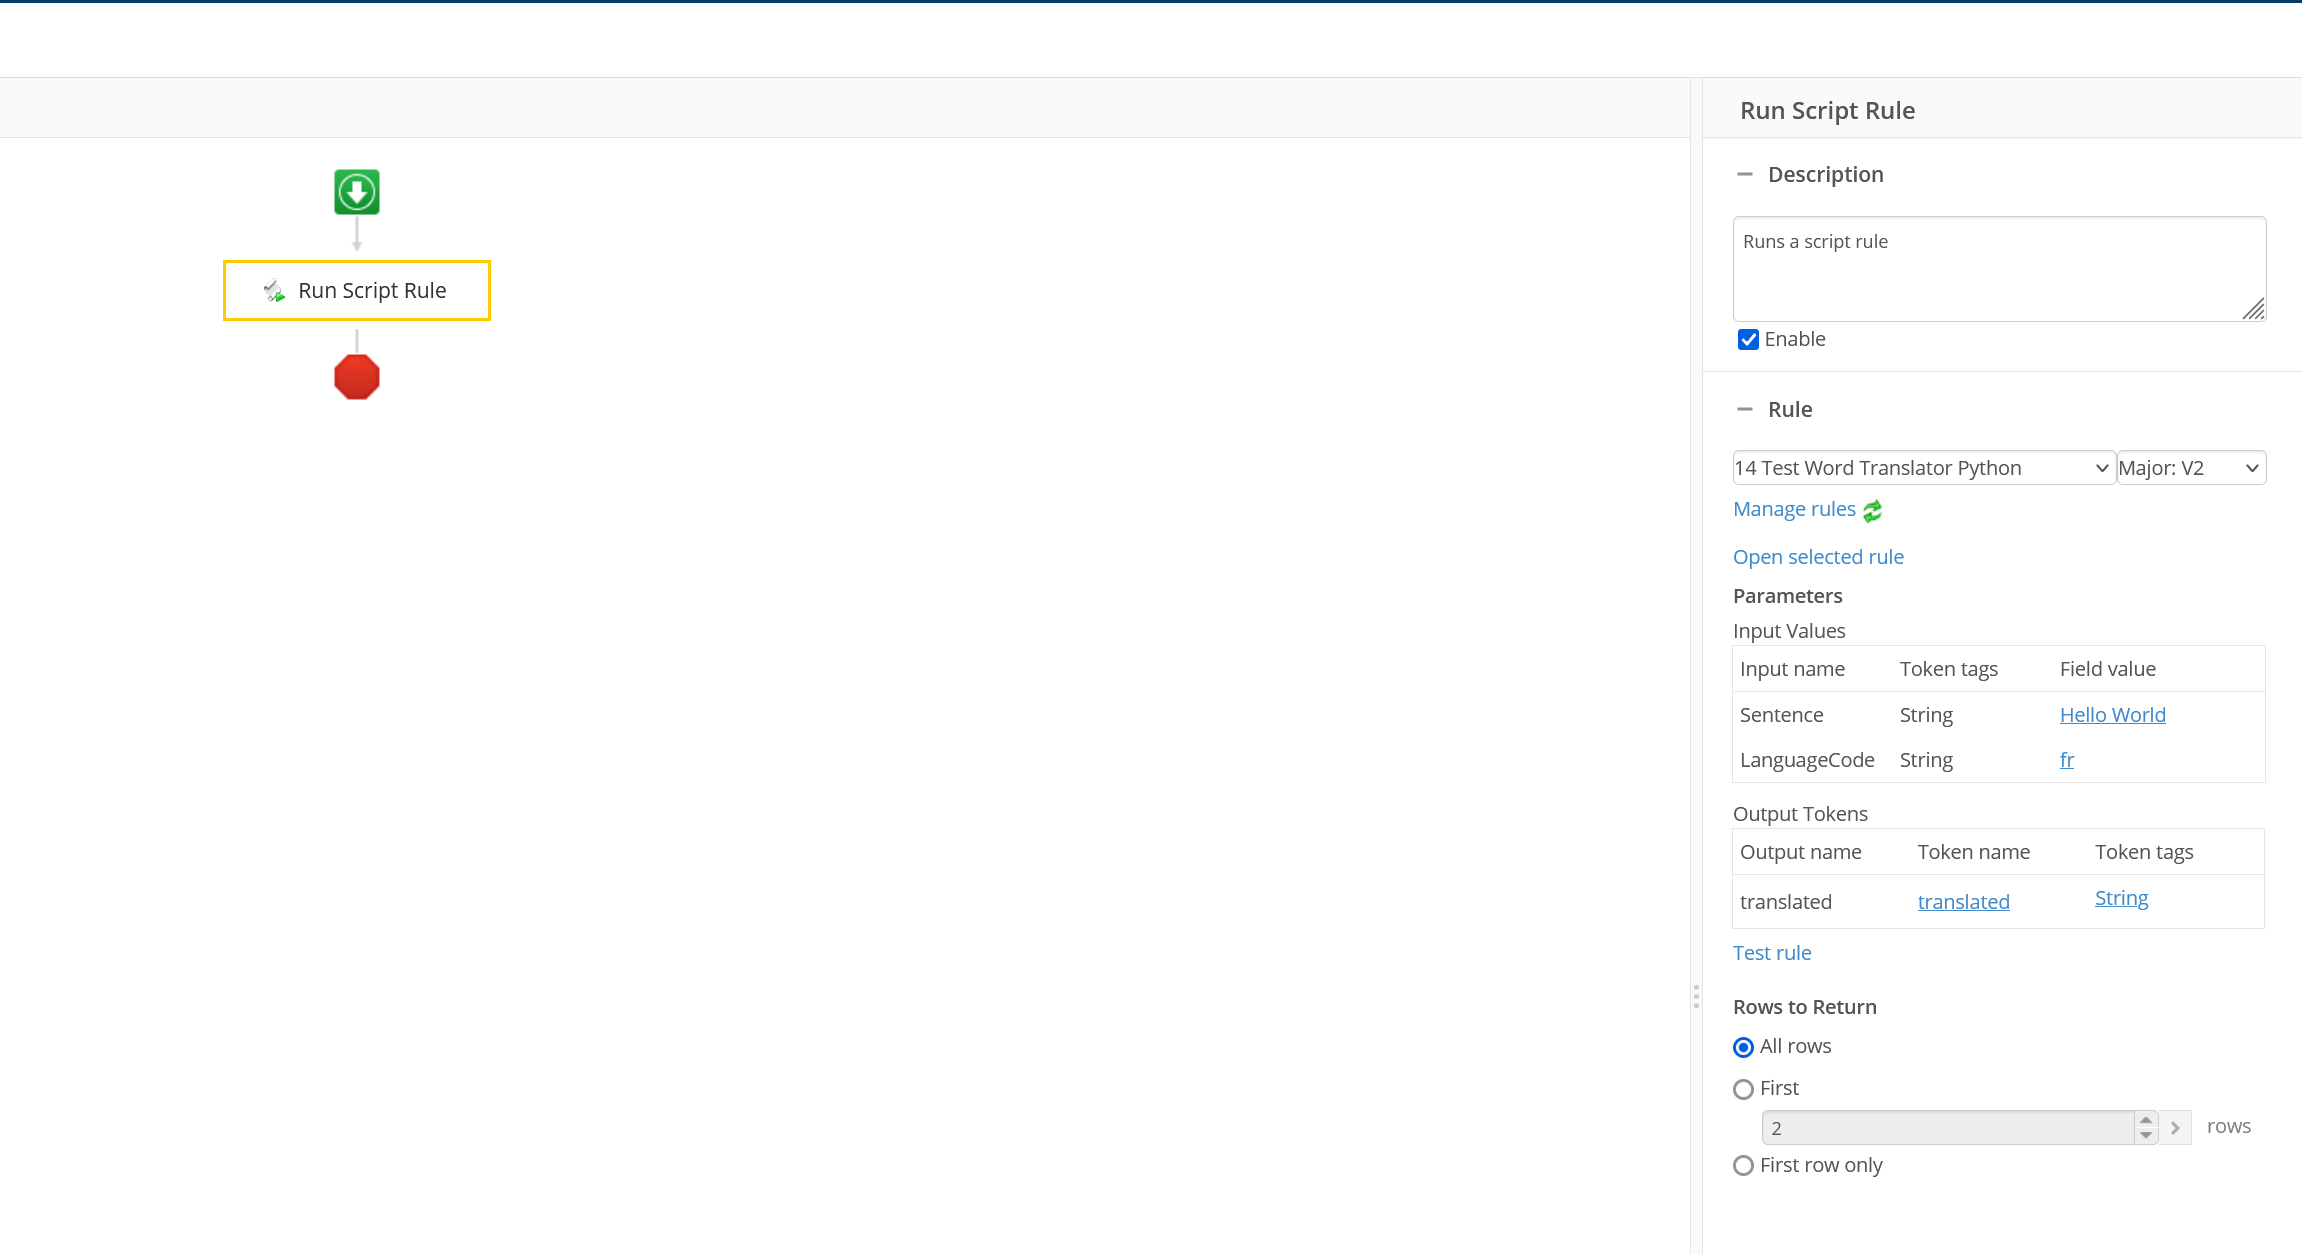 Run Script Rule
Run Script Rule
Description
Runs a script rule
Enable
Rule
14 Test Word Translator Python Major: V2
Manage rules
Open selected rule
Parameters
Input Values
Input name Token tags Field value
Sentence String Hello World
LanguageCode String fr
Output Tokens
Output name Token name Token tags
translated translated String
Test rule
Rows to Return
All rows
First
2 rows
First row only